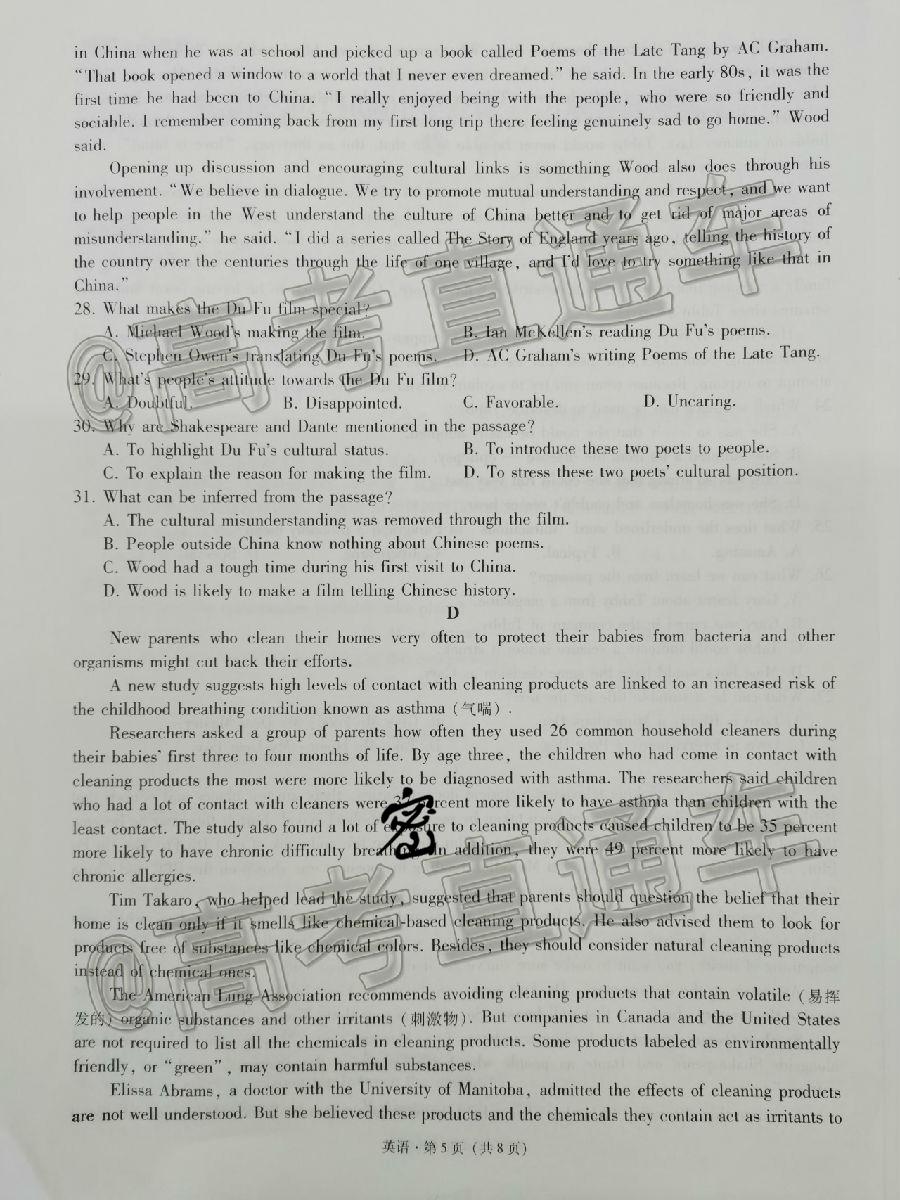 in China when he was at school and picked up a book called Poems of the Late Tang by AC Graham.
“That book opened a window to a world that I never even dreamed.” he said. In the early 80s, it was the
first time he had been to China. “I really enjoyed being with the people, who were so friendly and
sociable. I remember coming back from my first long trip there feeling genuinely sad to go home.” Wood
said.
Opening up discussion and encouraging cultural links is something Wood also does through his
involvement. “We believe in dialogue. We try to promote mutual understanding and respect, and we want
to help people in the West understand the culture of China better and to get rid of major areas of
misunderstanding.” he said. “I did a series called The Story of England years ago, telling the history of
the country over the centuries through the life of one village, and I'd love to try something like that in
China.”
28. What makes the Du Fu film special?
A. Michael Wood's making the film. B. Ian McKellen's reading Du Fu's poems.
C. Stephen Owen's translating Du Fu's poems. D. AC Graham's writing Poems of the Late Tang.
29. What's people's attitude towards the Du Fu film?
A. Doubtful. B. Disappointed. C. Favorable. D. Uncaring.
30. Why are Shakespeare and Dante mentioned in the passage?
A. To highlight Du Fu's cultural status. B. To introduce these two poets to people.
C. To explain the reason for making the film. D. To stress these two poets' cultural position.
31. What can be inferred from the passage?
A. The cultural misunderstanding was removed through the film.
B. People outside China know nothing about Chinese poems.
C. Wood had a tough time during his first visit to China.
D. Wood is likely to make a film telling Chinese history.
D
New parents who clean their homes very often to protect their babies from bacteria and other
organisms might cut back their efforts.
A new study suggests high levels of contact with cleaning products are linked to an increased risk of
the childhood breathing condition known as asthma (气喘).
Researchers asked a group of parents how often they used 26 common household cleaners during
their babies' first three to four months of life. By age three, the children who had come in contact with
cleaning products the most were more likely to be diagnosed with asthma. The researchers said children
who had a lot of contact with cleaners were percent more likely to have asthma than children with the
least contact. The study also found a lot of exposure to cleaning products caused children to be 35 percent
more likely to have chronic difficulty breathing. In addition, they were 49 percent more likely to have
chronic allergies.
Tim Takaro, who helped lead the study, suggested that parents should question the belief that their
home is clean only if it smells like chemical-based cleaning products. He also advised them to look for
products free of substances like chemical colors. Besides, they should consider natural cleaning products
instead of chemical ones.
The American Lung Association recommends avoiding cleaning products that contain volatile (易挥
发的) organic substances and other irritants (刺激物). But companies in Canada and the United States
are not required to list all the chemicals in cleaning products. Some products labeled as environmentally
friendly, or “green”, may contain harmful substances.
Elissa Abrams, a doctor with the University of Manitoba, admitted the effects of cleaning products
are not well understood. But she believed these products and the chemicals they contain act as irritants to
英语·第5页(共8页)
@高考直通车
@高考直通车
密